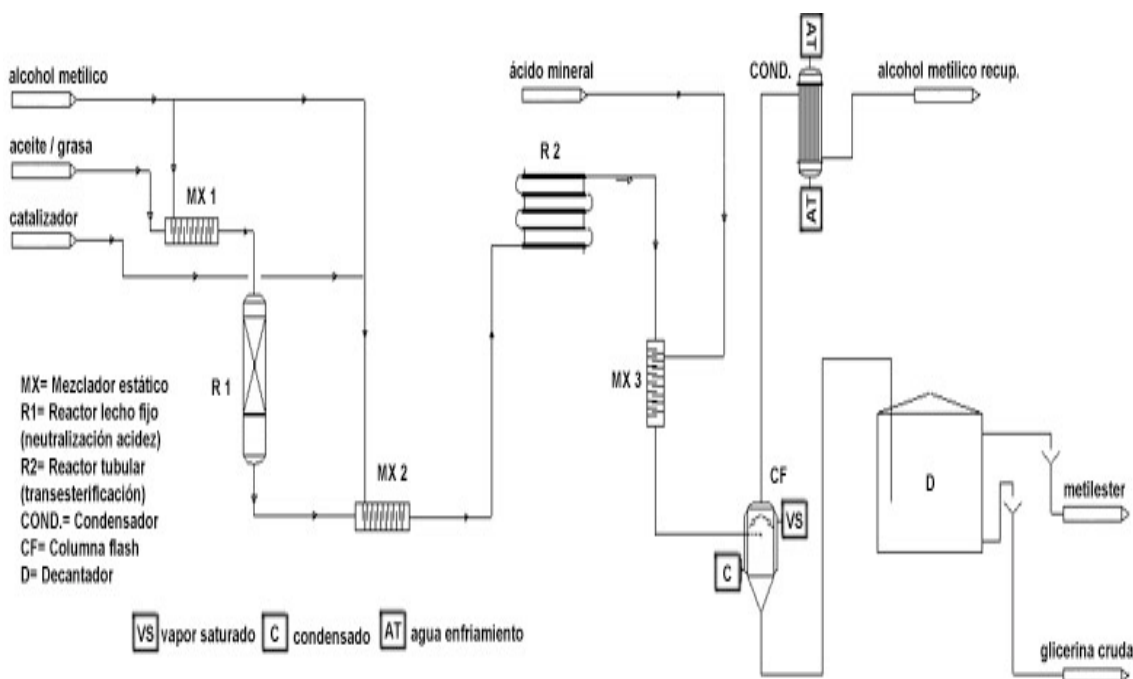 alcohol metílico
aceite / grasa
MX 1
catalizador
R 1
MX 2
ácido mineral
R 2
MX 3
COND.
AT
AT
alcohol metílico recup.
CF
VS
C
D
metilester
glicerina cruda
MX= Mezclador estático
R1= Reactor lecho fijo
(neutralización acidez)
R2= Reactor tubular
(transesterificación)
COND.= Condensador
CF= Columna flash
D= Decantador
VS vapor saturado C condensado AT agua enfriamiento